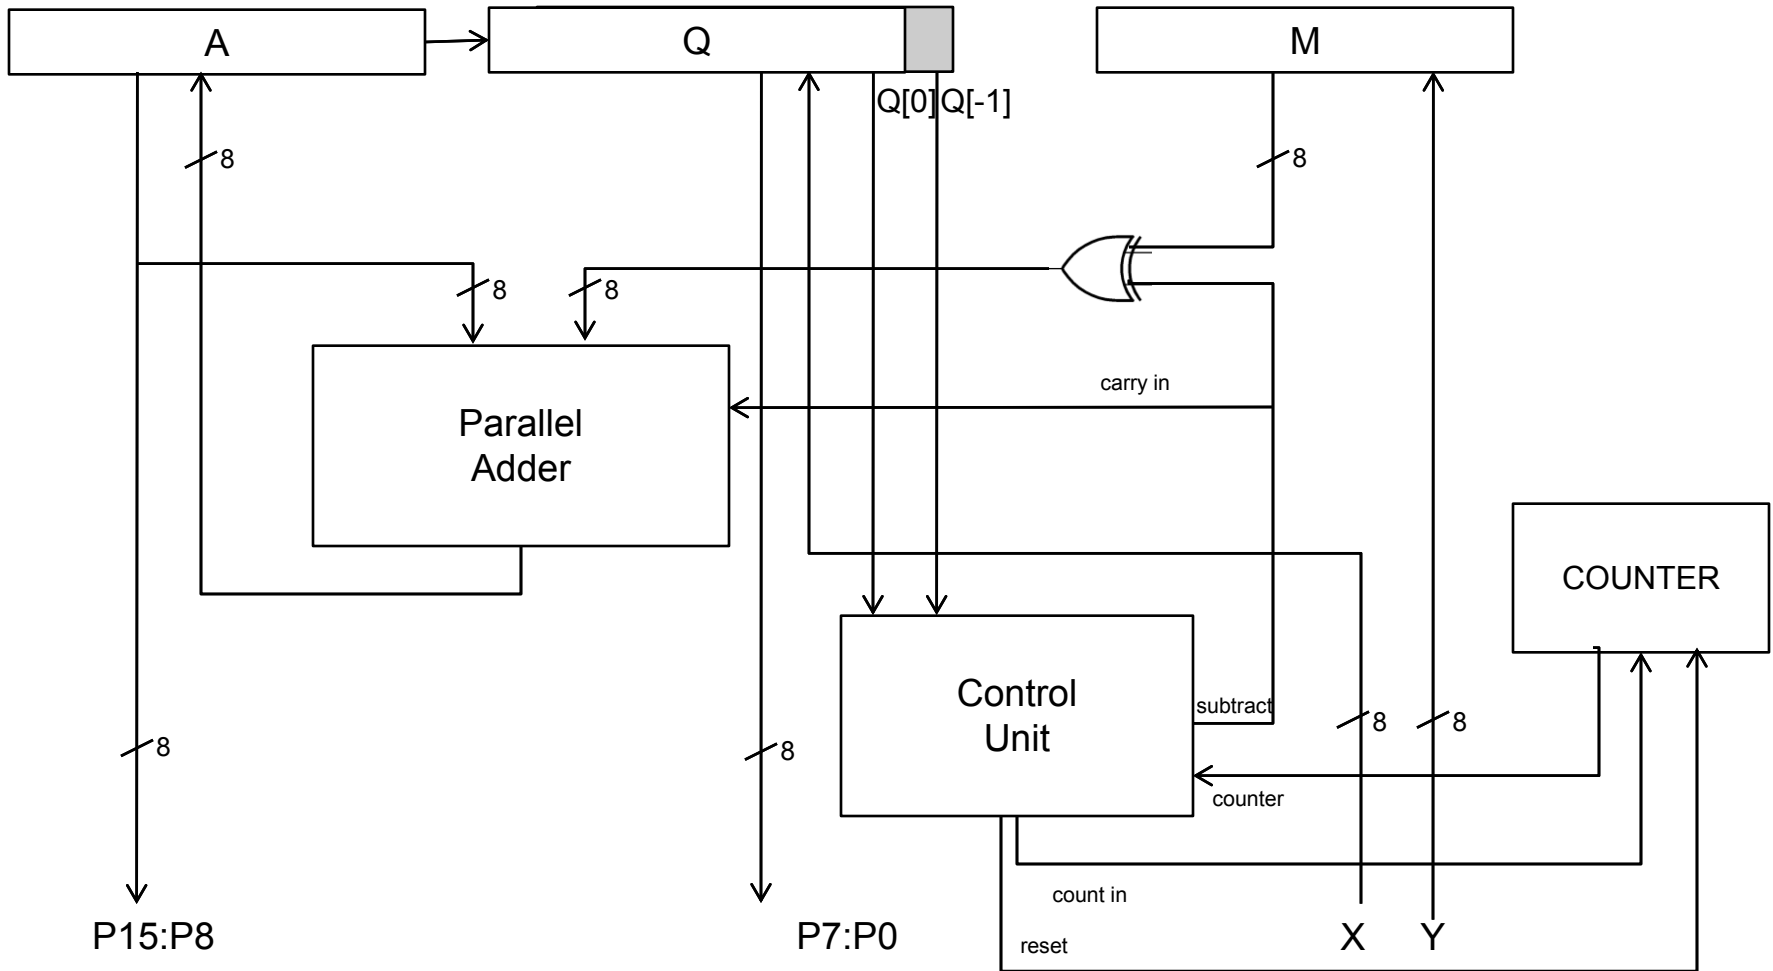 A
Q
M
Q[0]
Q[-1]
8
8
8
8
carry in
Parallel
Adder
COUNTER
Control
Unit
subtract
8
8
8
8
counter
count in
P15:P8
P7:P0
reset
X
Y